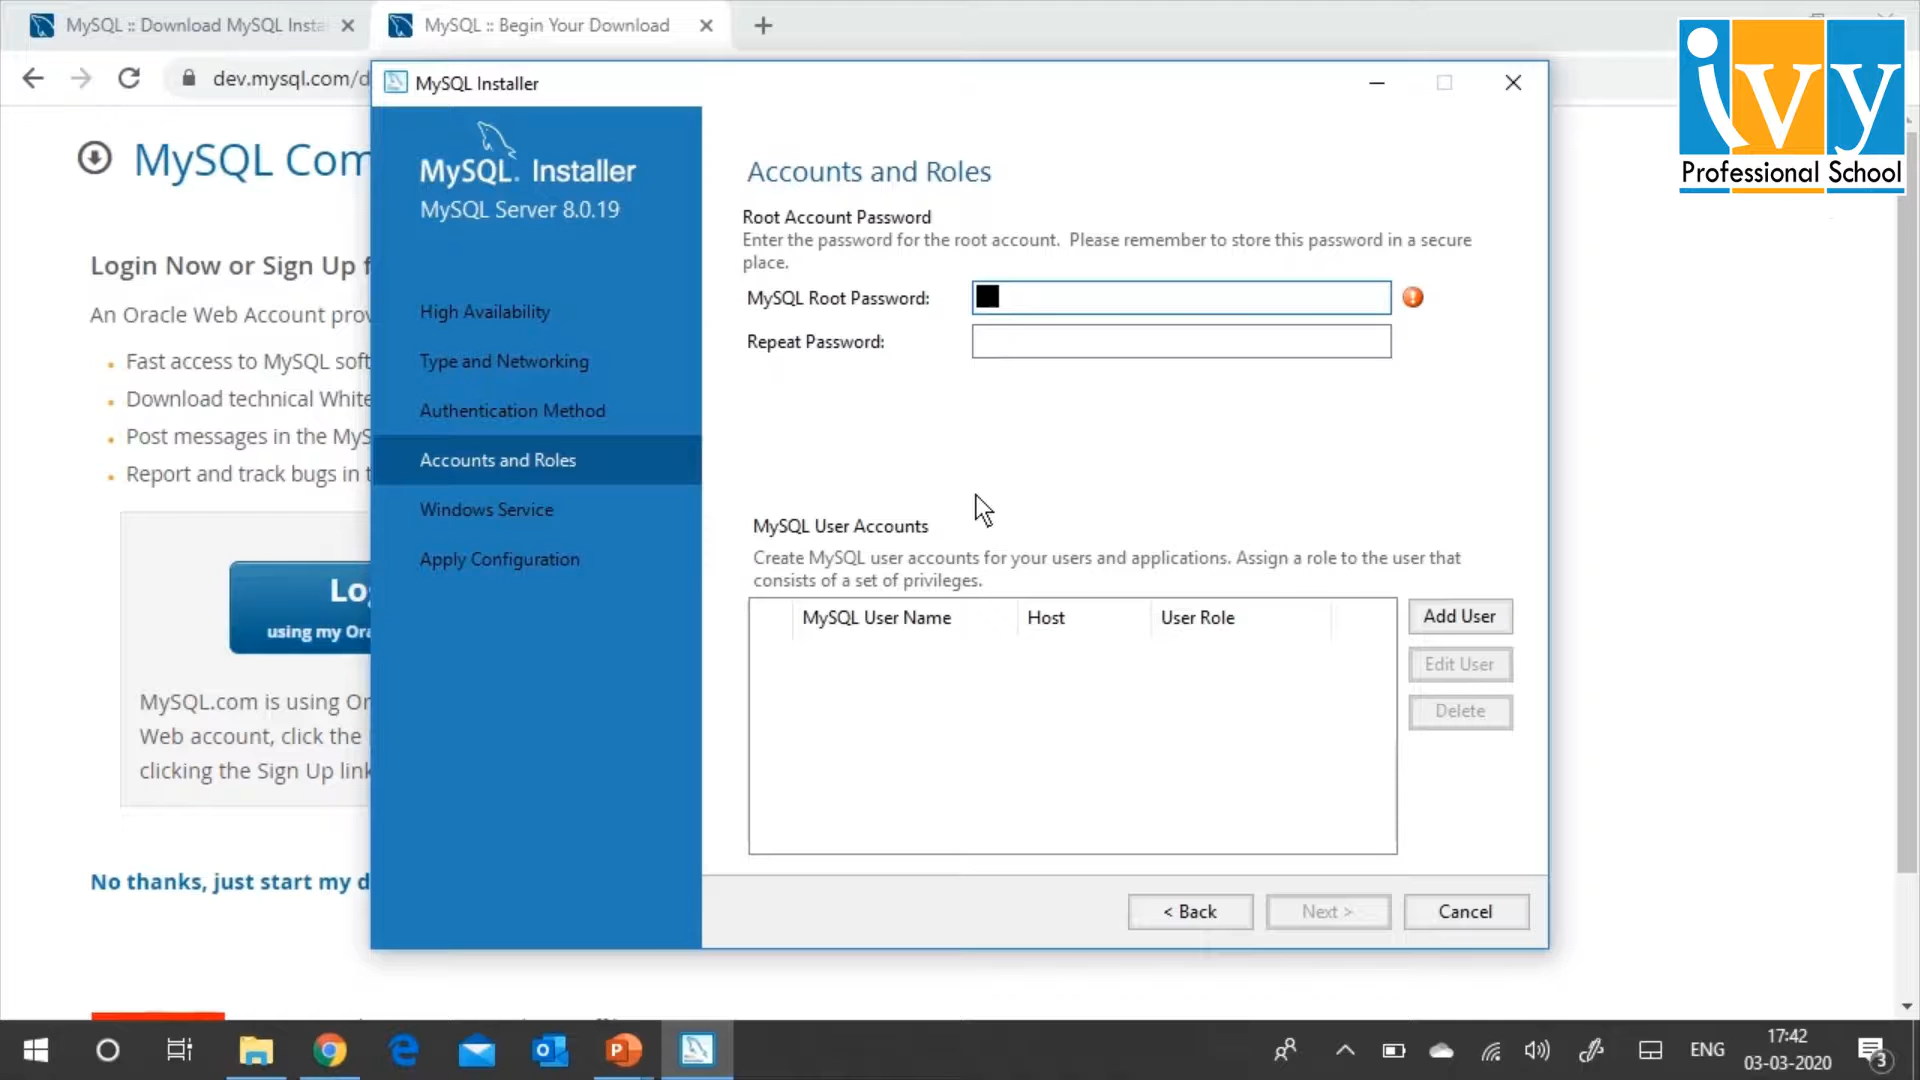 MySQL :: Download MySQL Insta
MySQL :: Begin Your Download
dev.mysql.com/d
ivy
Professional School
MySQL Com
Login Now or Sign Up f
An Oracle Web Account prov
Fast access to MySQL soft
Download technical White
Post messages in the MyS
Report and track bugs in t
Log
using my Ora
MySQL.com is using Or
Web account, click the
clicking the Sign Up link
No thanks, just start my d
MySQL Installer
MySQL. Installer
MySQL Server 8.0.19
High Availability
Type and Networking
Authentication Method
Accounts and Roles
Windows Service
Apply Configuration
Accounts and Roles
Root Account Password
Enter the password for the root account. Please remember to store this password in a secure
place.
MySQL Root Password:
Repeat Password:
MySQL User Accounts
Create MySQL user accounts for your users and applications. Assign a role to the user that
consists of a set of privileges.
MySQL User Name Host User Role
Add User
Edit User
Delete
< Back Next > Cancel
ENG
17:42
03-03-2020
3